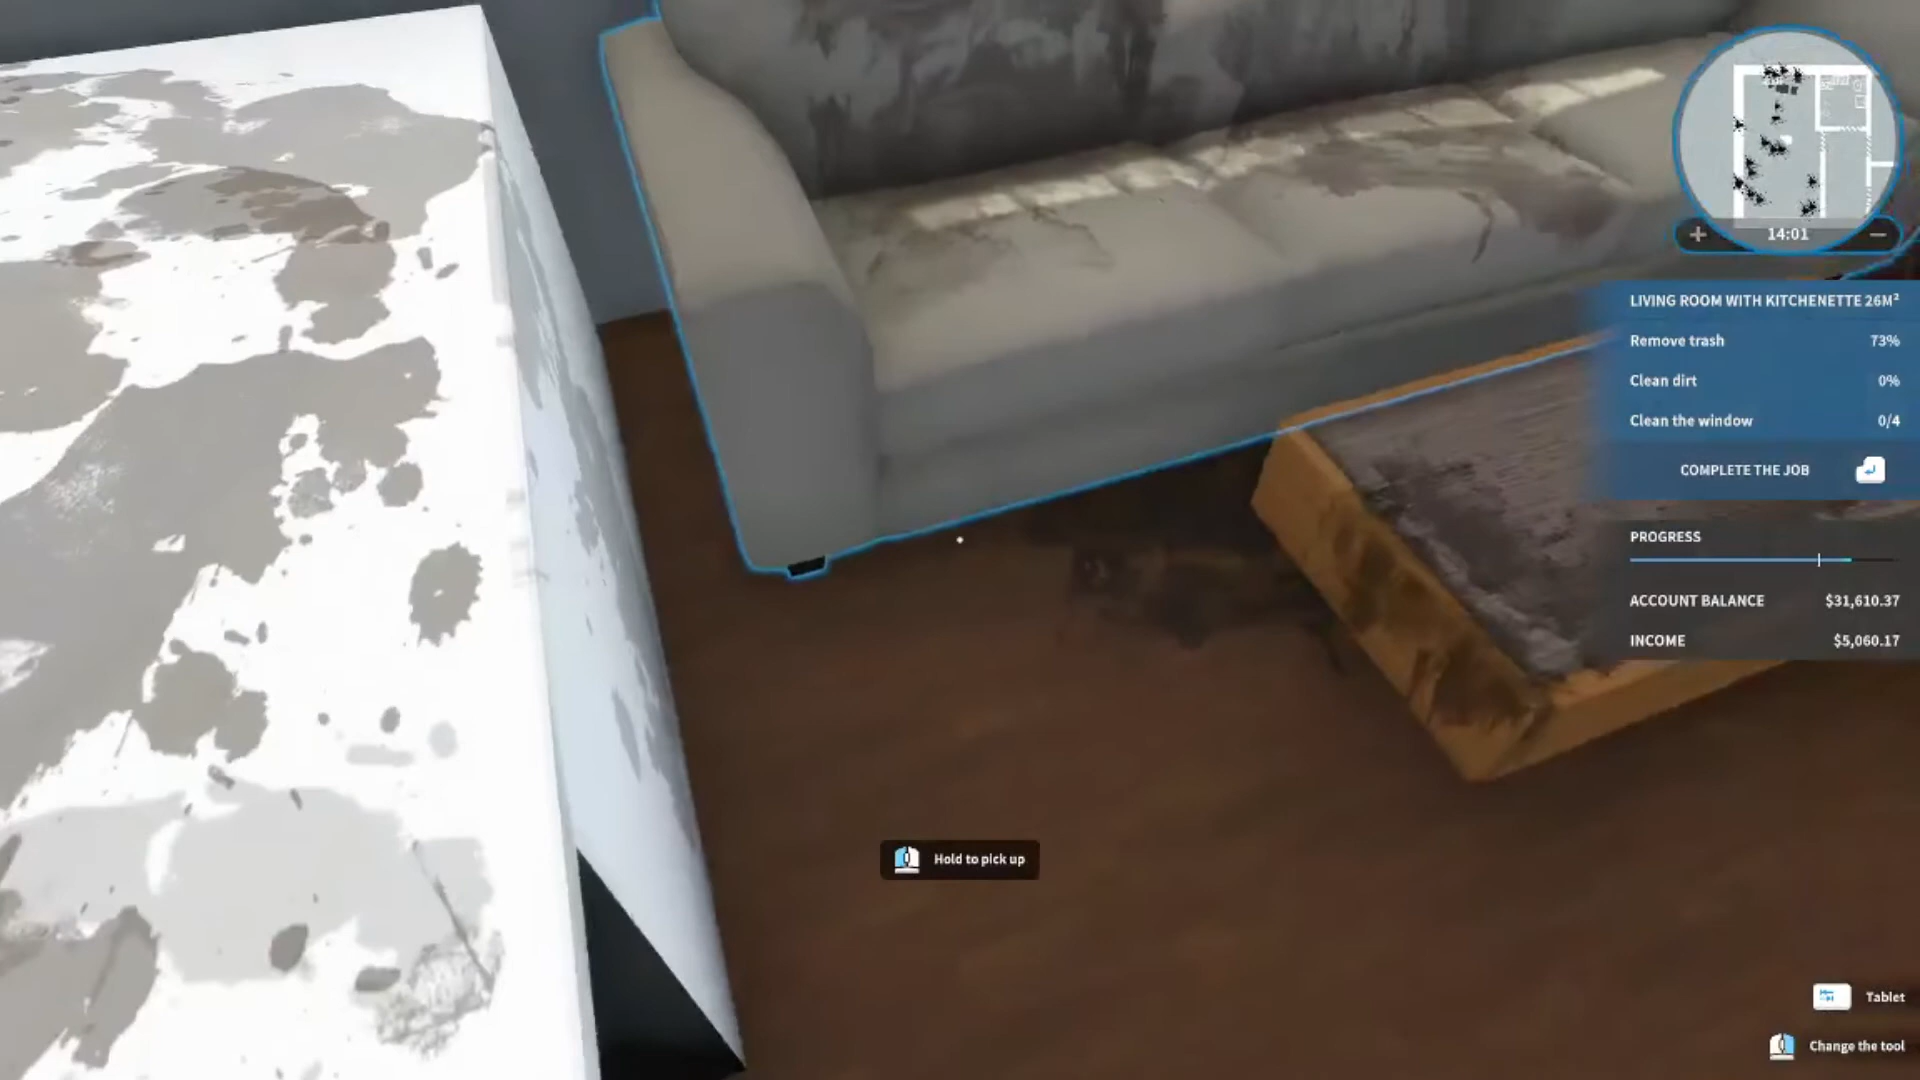 14:01
LIVING ROOM WITH KITCHENETTE 26M²
Remove trash 73%
Clean dirt 0%
Clean the window 0/4
COMPLETE THE JOB
PROGRESS
ACCOUNT BALANCE $31,610.37
INCOME $5,060.17
Hold to pick up
Tablet
Change the tool